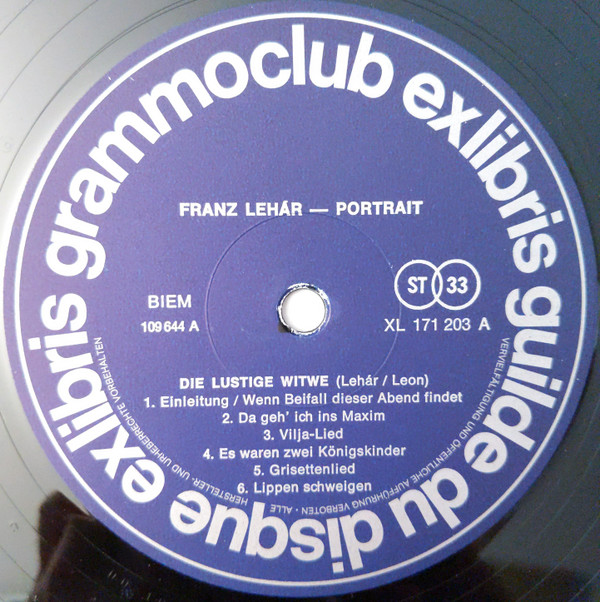 grammoclub exlibris guilde du disque ex libris
FRANZ LEHÁR — PORTRAIT
BIEM
109 644 A
ST 33
XL 171 203 A
DIE LUSTIGE WITWE (Lehár / Leon)
1. Einleitung / Wenn Beifall dieser Abend findet
2. Da geh' ich ins Maxim
3. Vilja-Lied
4. Es waren zwei Königskinder
5. Grisettenlied
6. Lippen schweigen
ALLE HERSTELLER- UND URHEBERRECHTE VORBEHALTEN · VERVIELFÄLTIGUNG UND ÖFFENTLICHE AUFFÜHRUNG VERBOTEN ·